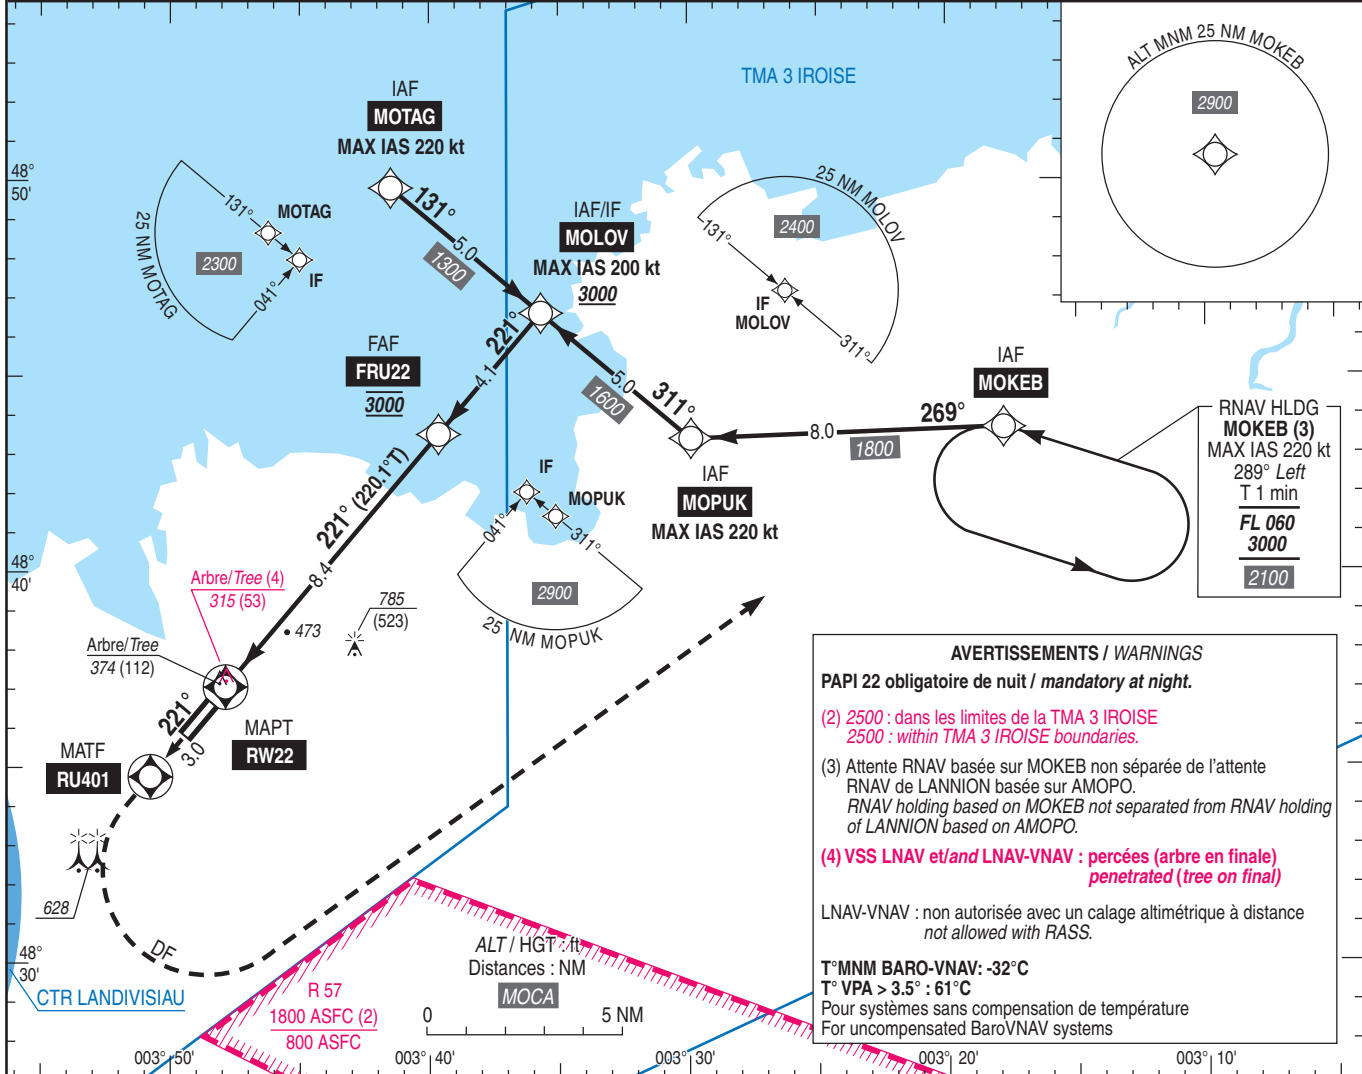 TMA 3 IROISE
ALT MNM 25 NM MOKEB
2900
IAF
MOTAG
MAX IAS 220 kt
48°
50'
131°
5.0
1300
25 NM MOTAG
131°
MOTAG
2300
041°
IF
IAF/IF
MOLOV
MAX IAS 200 kt
3000
25 NM MOLOV
2400
131°
IF
MOLOV
311°
221°
4.1
FAF
FRU22
3000
5.0
1600
311°
IAF
MOPUK
MAX IAS 220 kt
8.0
1800
269°
IAF
MOKEB
RNAV HLDG
MOKEB (3)
MAX IAS 220 kt
289° Left
T 1 min
FL 060
3000
2100
IF
MOPUK
041°
311°
2900
25 NM MOPUK
221° (220.1°T)
8.4
48°
40'
Arbre/Tree (4)
315 (53)
Arbre/Tree
374 (112)
473
785
(523)
221°
3.0
MAPT
RW22
MATF
RU401
628
DF
48°
30'
CTR LANDIVISIAU
R 57
1800 ASFC (2)
800 ASFC
ALT / HGT : ft
Distances : NM
MOCA
0
5 NM
AVERTISSEMENTS / WARNINGS
PAPI 22 obligatoire de nuit / mandatory at night.
(2) 2500 : dans les limites de la TMA 3 IROISE
2500 : within TMA 3 IROISE boundaries.
(3) Attente RNAV basée sur MOKEB non séparée de l'attente
RNAV de LANNION basée sur AMOPO.
RNAV holding based on MOKEB not separated from RNAV holding
of LANNION based on AMOPO.
(4) VSS LNAV et/and LNAV-VNAV : percées (arbre en finale)
penetrated (tree on final)
LNAV-VNAV : non autorisée avec un calage altimétrique à distance
not allowed with RASS.
T°MNM BARO-VNAV: -32°C
T° VPA > 3.5° : 61°C
Pour systèmes sans compensation de température
For uncompensated BaroVNAV systems
003° 50'
003° 40'
003° 30'
003° 20'
003° 10'